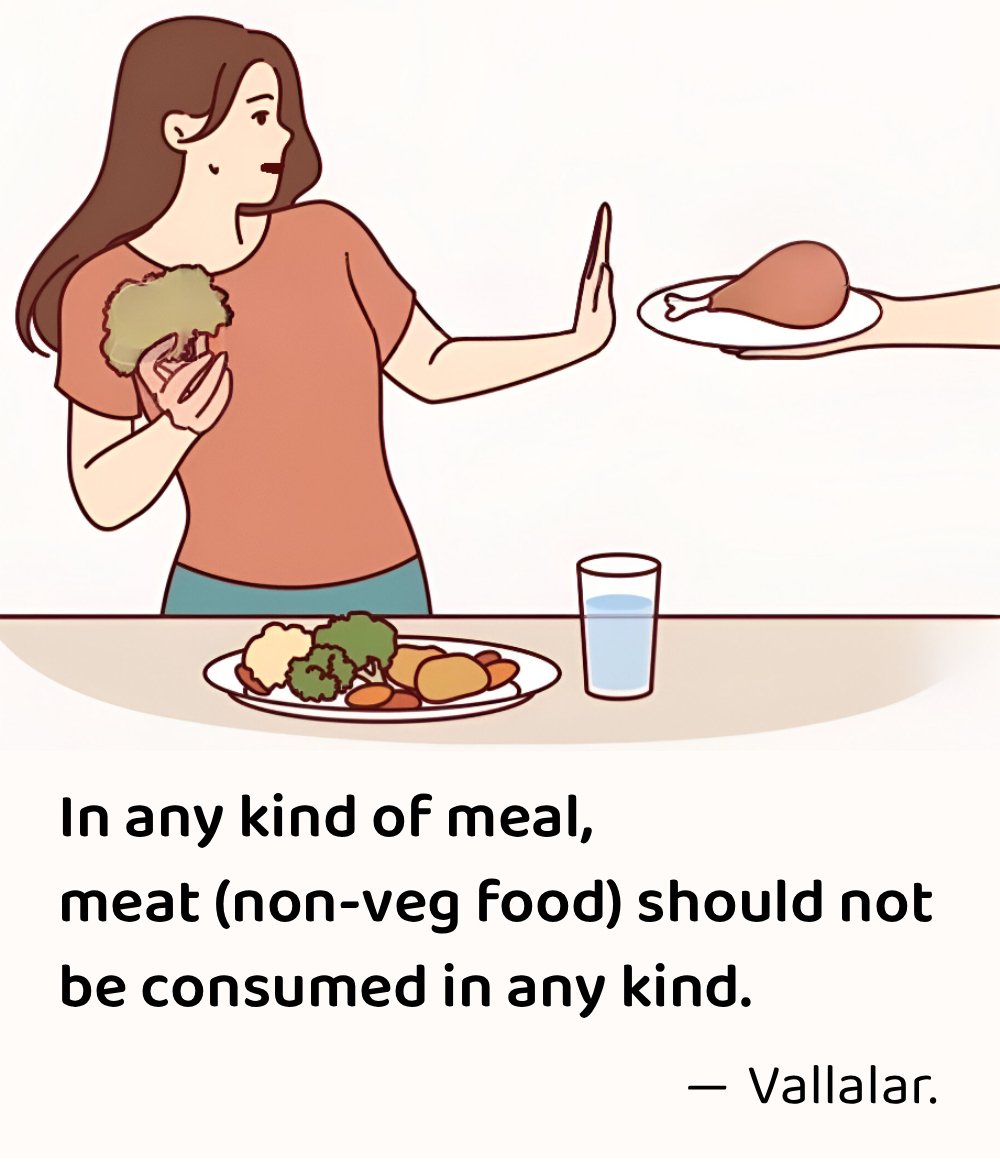 In any kind of meal,
meat (non-veg food) should not
be consumed in any kind.
— Vallalar.